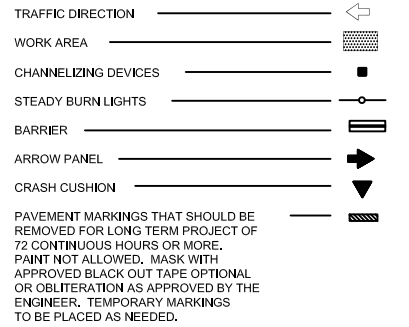 TRAFFIC DIRECTION
WORK AREA
CHANNELIZING DEVICES
STEADY BURN LIGHTS
BARRIER
ARROW PANEL
CRASH CUSHION
PAVEMENT MARKINGS THAT SHOULD BE
REMOVED FOR LONG TERM PROJECT OF
72 CONTINUOUS HOURS OR MORE.
PAINT NOT ALLOWED. MASK WITH
APPROVED BLACK OUT TAPE OPTIONAL
OR OBLITERATION AS APPROVED BY THE
ENGINEER. TEMPORARY MARKINGS
TO BE PLACED AS NEEDED.